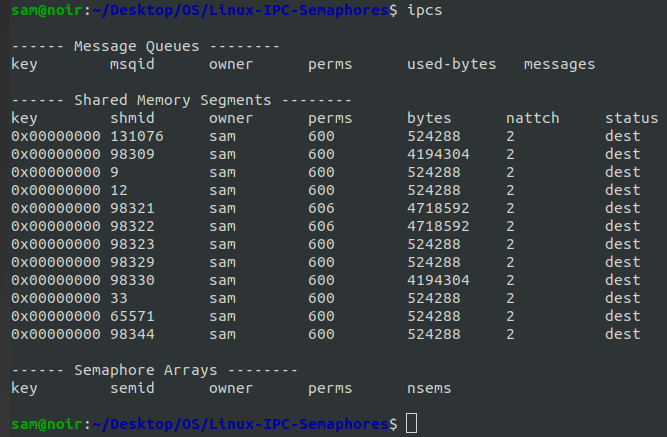 sam@noir:~/Desktop/OS/Linux-IPC-Semaphores$ ipcs
------ Message Queues --------
key        msqid      owner      perms      used-bytes   messages
------ Shared Memory Segments --------
key        shmid      owner      perms      bytes      nattch     status
0x00000000 131076     sam        600        524288     2          dest
0x00000000 98309      sam        600        4194304    2          dest
0x00000000 9          sam        600        524288     2          dest
0x00000000 12         sam        600        524288     2          dest
0x00000000 98321      sam        606        4718592    2          dest
0x00000000 98322      sam        606        4718592    2          dest
0x00000000 98323      sam        600        524288     2          dest
0x00000000 98329      sam        600        524288     2          dest
0x00000000 98330      sam        600        4194304    2          dest
0x00000000 33         sam        600        524288     2          dest
0x00000000 65571      sam        600        524288     2          dest
0x00000000 98344      sam        600        524288     2          dest
------ Semaphore Arrays --------
key        semid      owner      perms      nsems
sam@noir:~/Desktop/OS/Linux-IPC-Semaphores$